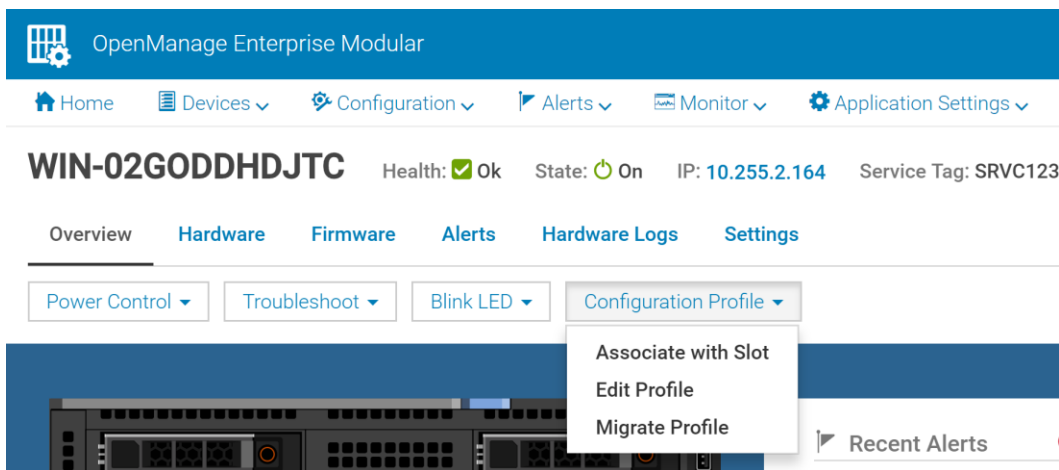 OpenManage Enterprise Modular
Home Devices Configuration Alerts Monitor Application Settings
WIN-02GODDHDJTC Health: Ok State: On IP: 10.255.2.164 Service Tag: SRVC123
Overview Hardware Firmware Alerts Hardware Logs Settings
Power Control Troubleshoot Blink LED Configuration Profile
Associate with Slot
Edit Profile
Migrate Profile
Recent Alerts